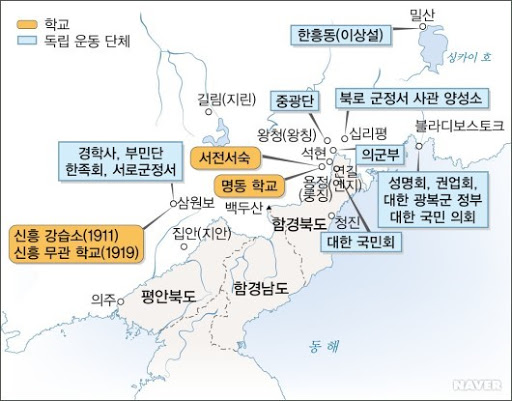 학교
독립 운동 단체
밀산
한흥동(이상설)
싱카이 호
길림(지린)
중광단
북로 군정서 사관 양성소
왕청(왕칭)
십리평
블라디보스토크
경학사, 부민단
한족회, 서로군정서
서전서숙
석현
의군부
명동 학교
연길
(옌지)
용정
(룽징)
성명회, 권업회,
대한 광복군 정부
대한 국민 의회
삼원보
백두산
함경북도
청진
대한 국민회
신흥 강습소(1911)
신흥 무관 학교(1919)
집안(지안)
의주
평안북도
함경남도
동해
NAVER